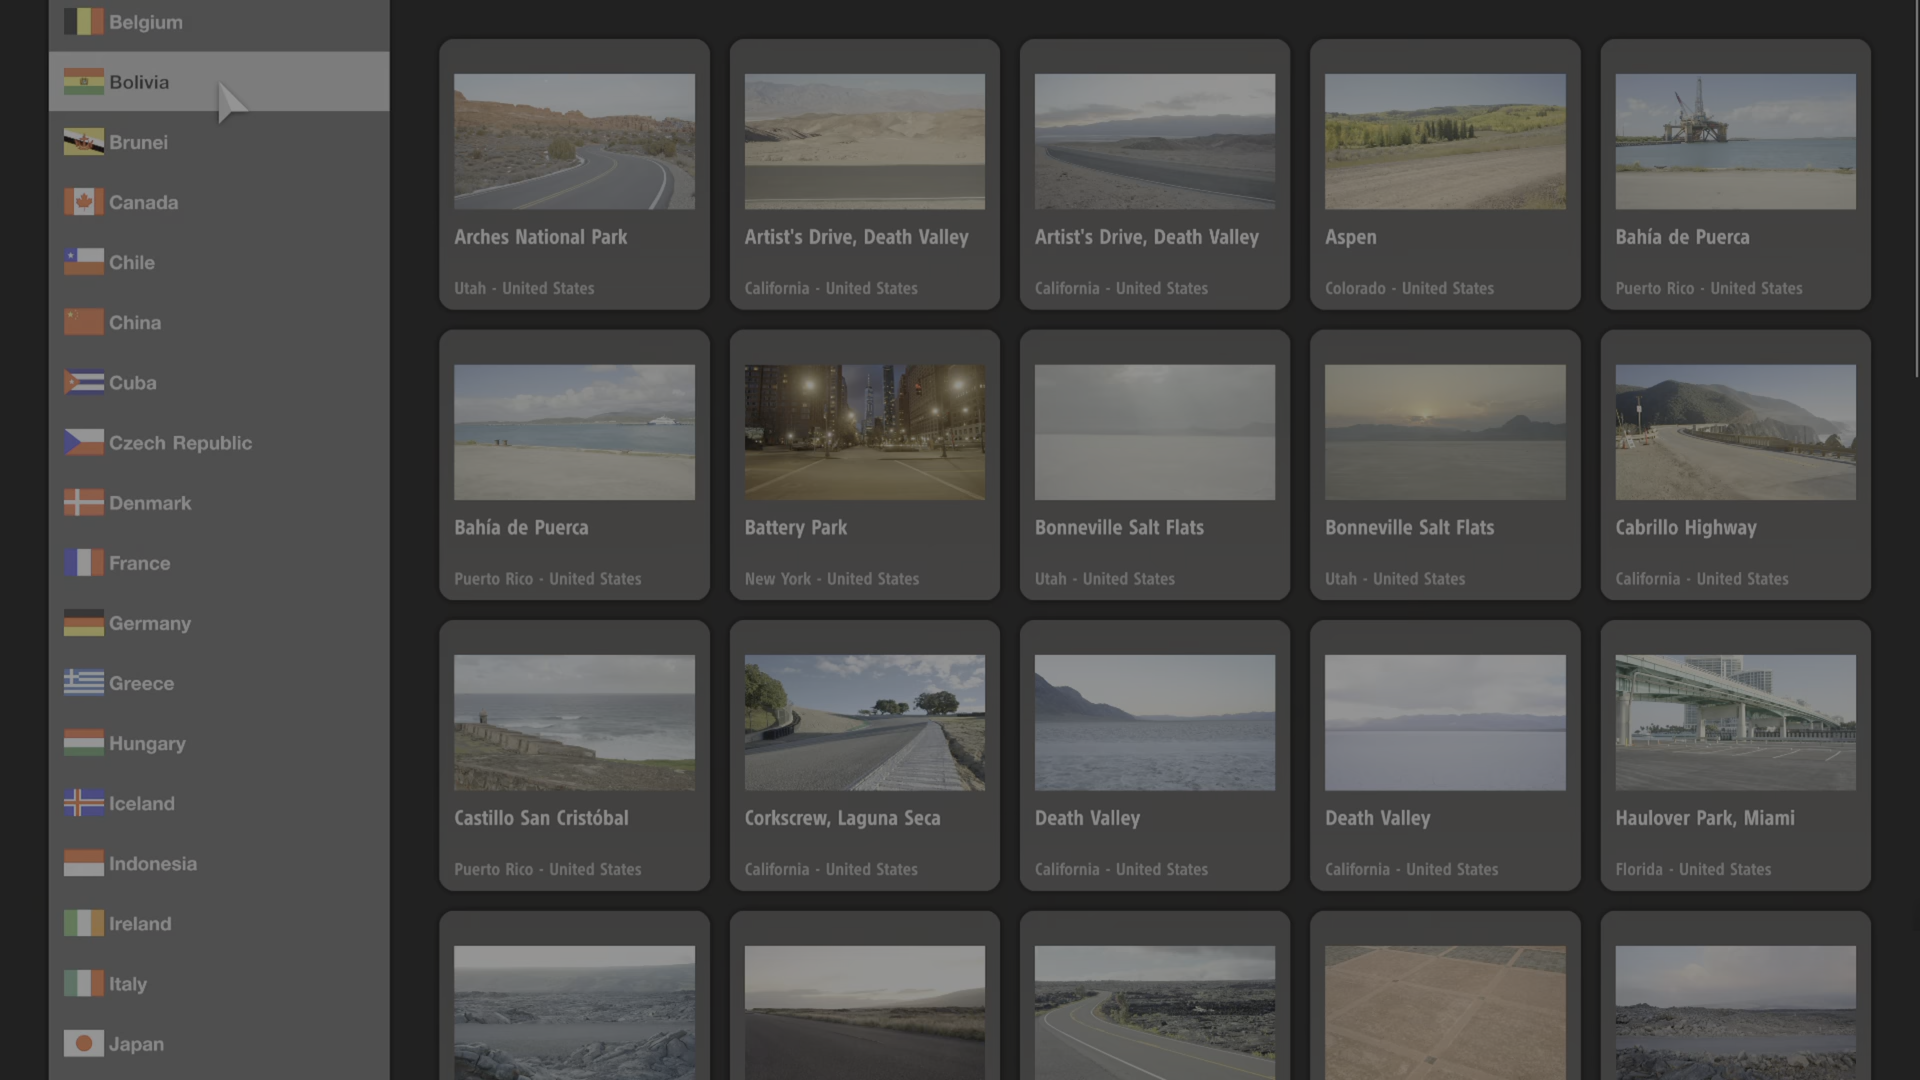 Belgium
Bolivia
Brunei
Canada
Chile
China
Cuba
Czech Republic
Denmark
France
Germany
Greece
Hungary
Iceland
Indonesia
Ireland
Italy
Japan
Arches National Park
Utah - United States
Artist's Drive, Death Valley
California - United States
Artist's Drive, Death Valley
California - United States
Aspen
Colorado - United States
Bahía de Puerca
Puerto Rico - United States
Bahía de Puerca
Puerto Rico - United States
Battery Park
New York - United States
Bonneville Salt Flats
Utah - United States
Bonneville Salt Flats
Utah - United States
Cabrillo Highway
California - United States
Castillo San Cristóbal
Puerto Rico - United States
Corkscrew, Laguna Seca
California - United States
Death Valley
California - United States
Death Valley
California - United States
Haulover Park, Miami
Florida - United States